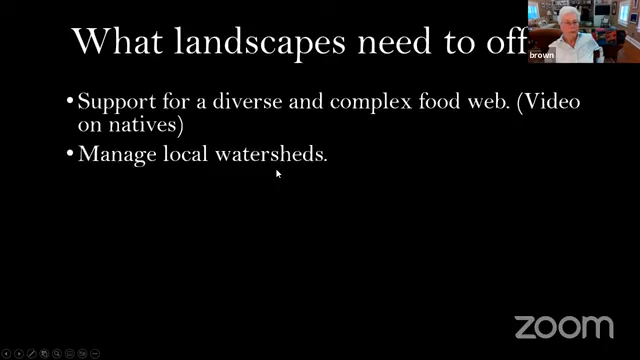 What landscapes need to off
brown
• Support for a diverse and complex food web. (Video
on natives)
• Manage local watersheds.
zoom